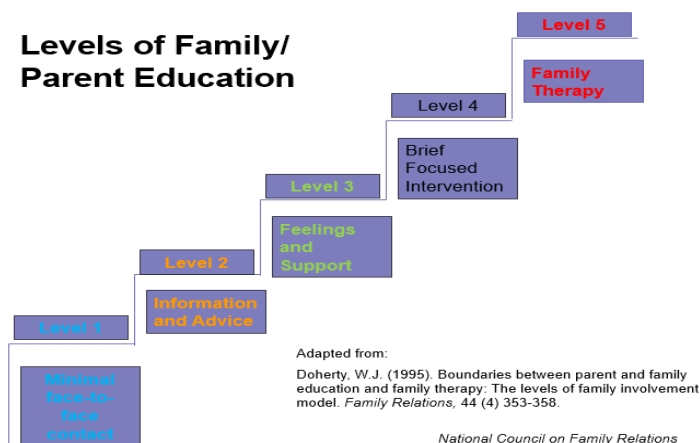 Levels of Family/
Parent Education
Level 5
Family
Therapy
Level 4
Brief
Focused
Intervention
Level 3
Feelings
and
Support
Level 2
Information
and Advice
Level 1
Minimal
face-to-
face
contact
Adapted from:
Doherty, W.J. (1995). Boundaries between parent and family
education and family therapy: The levels of family involvement
model. Family Relations, 44 (4) 353-358.
National Council on Family Relations